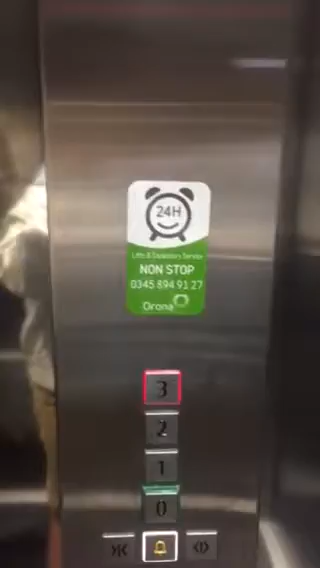 24H
Lifts & Escalators Service
NON STOP
0345 894 91 27
Orona
3
2
1
0